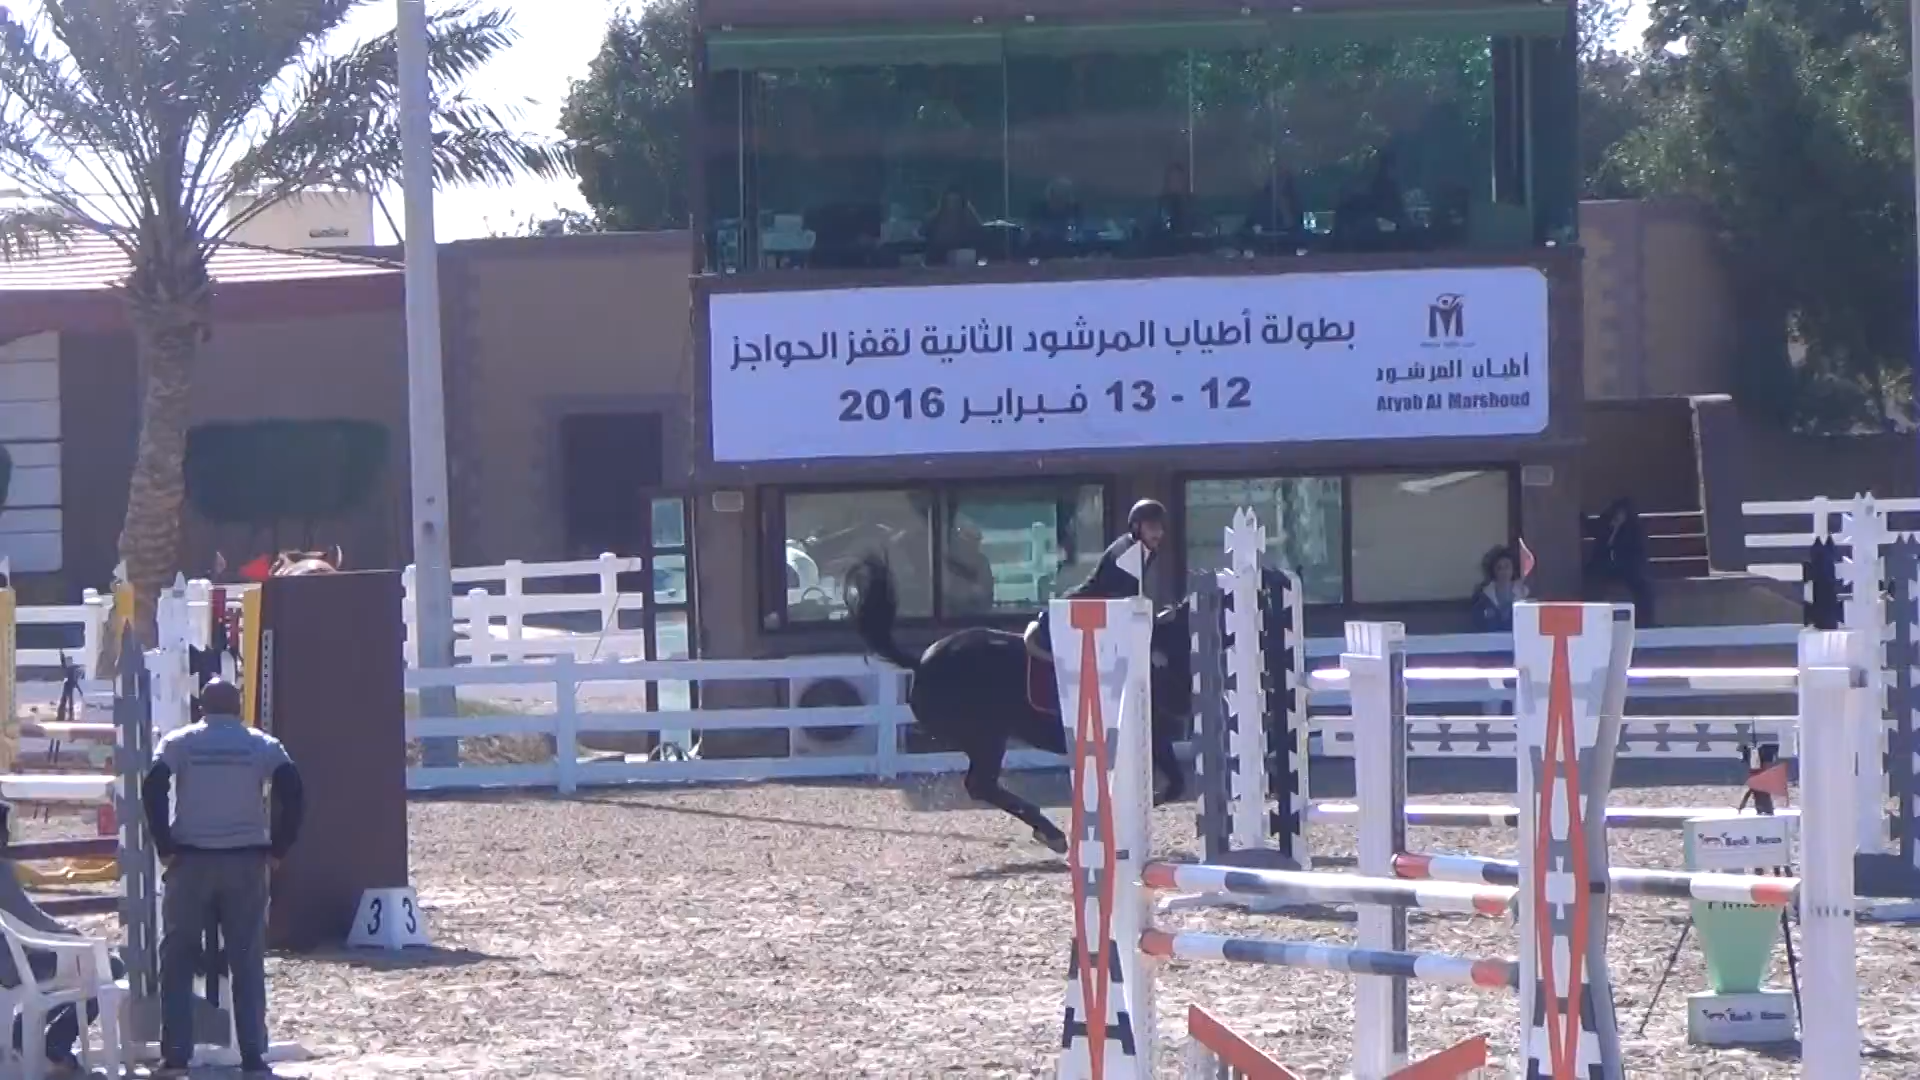 بطولة أطياب المرشود الثانية لقفز الحواجز
12 - 13 فبراير 2016
أطياب المرشود
Atyab Al Marshoud
3 3